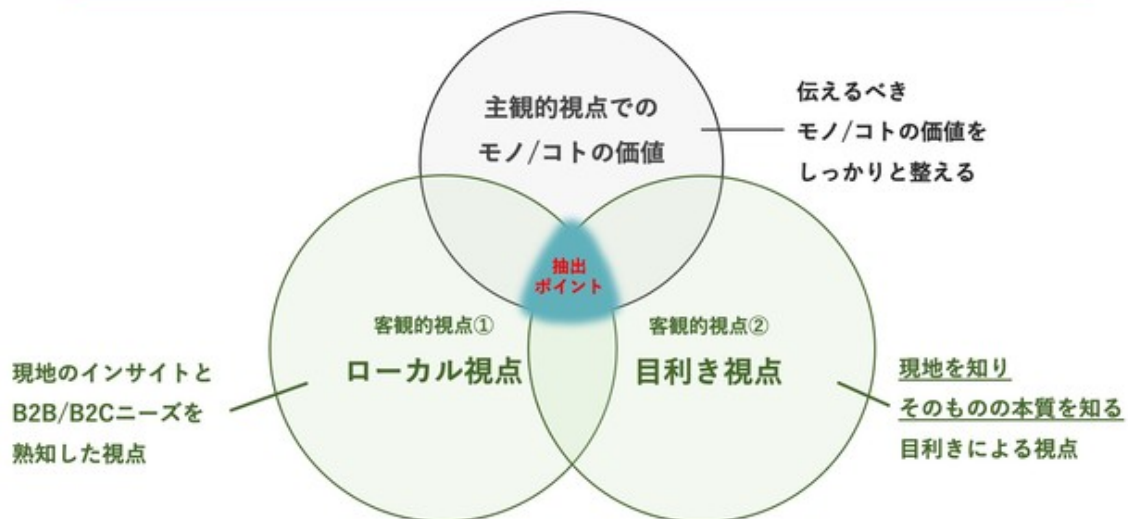 主観的視点での
モノ/コトの価値
伝えるべき
モノ/コトの価値を
しっかりと整える
抽出
ポイント
客観的視点①
ローカル視点
客観的視点②
目利き視点
現地のインサイトと
B2B/B2Cニーズを
熟知した視点
現地を知り
そのものの本質を知る
目利きによる視点